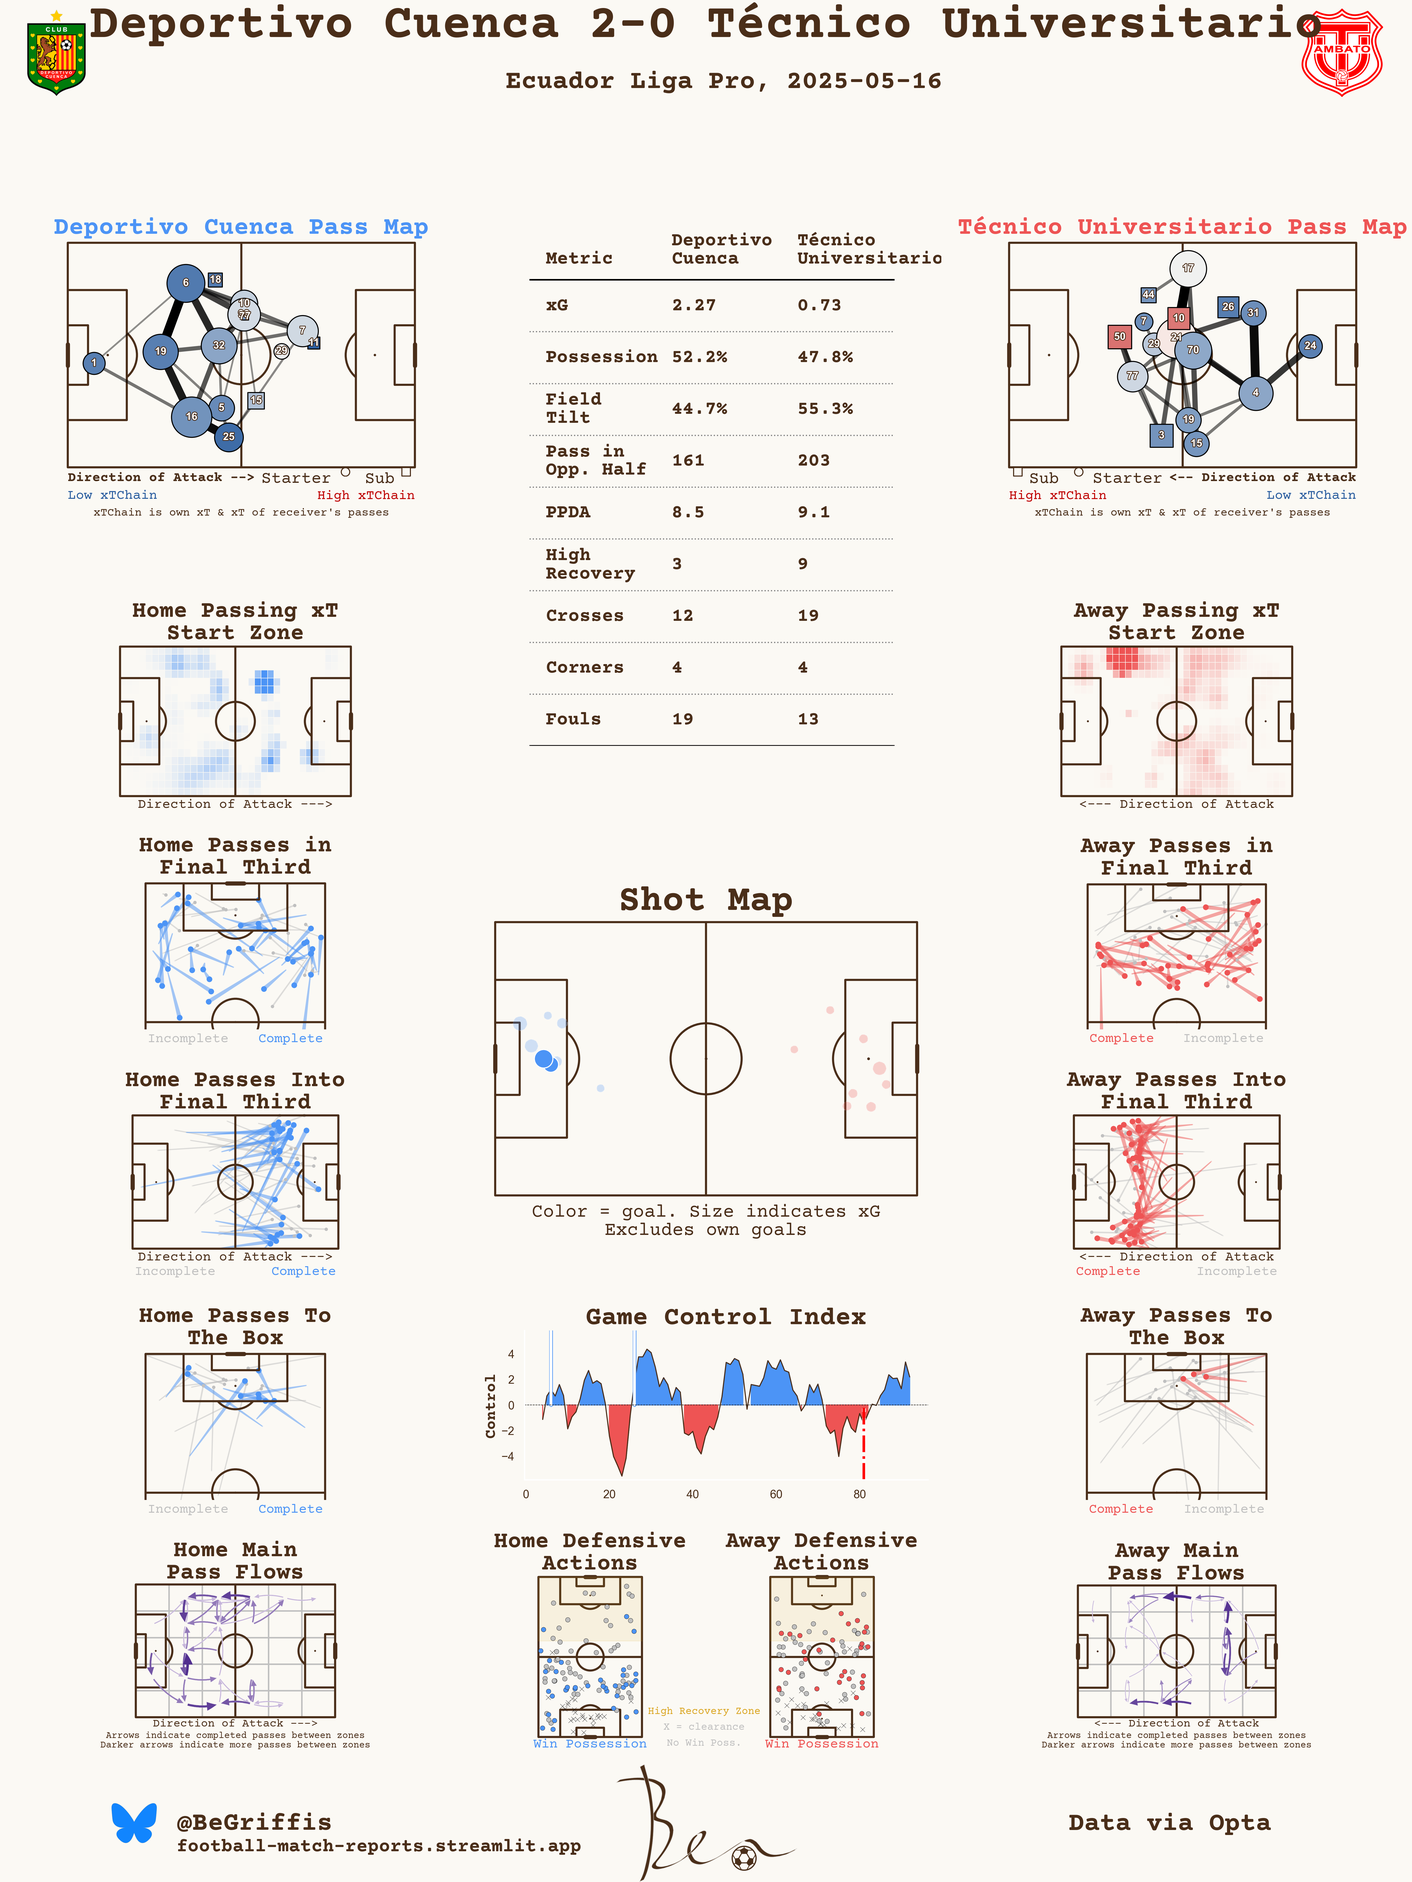 Deportivo Cuenca 2-0 Técnico Universitario
Ecuador Liga Pro, 2025-05-16
CLUB
DEPORTIVO
CUENCA
AMBATO
Deportivo Cuenca Pass Map
6
18
10
77
7
11
29
32
19
1
5
15
16
25
Direction of Attack --> Starter Sub
Low xTChain High xTChain
xTChain is own xT & xT of receiver's passes
Metric Deportivo Cuenca Técnico Universitario
xG 2.27 0.73
Possession 52.2% 47.8%
Field Tilt 44.7% 55.3%
Pass in Opp. Half 161 203
PPDA 8.5 9.1
High Recovery 3 9
Crosses 12 19
Corners 4 4
Fouls 19 13
Técnico Universitario Pass Map
17
44
26
31
7
10
50
29
21
70
24
77
4
19
3
15
Sub Starter <-- Direction of Attack
High xTChain Low xTChain
xTChain is own xT & xT of receiver's passes
Home Passing xT
Start Zone
Direction of Attack --->
Away Passing xT
Start Zone
<--- Direction of Attack
Home Passes in
Final Third
Incomplete Complete
Away Passes in
Final Third
Complete Incomplete
Shot Map
Color = goal. Size indicates xG
Excludes own goals
Home Passes Into
Final Third
Direction of Attack --->
Incomplete Complete
Away Passes Into
Final Third
<--- Direction of Attack
Complete Incomplete
Home Passes To
The Box
Incomplete Complete
Game Control Index
Control
4
2
0
−2
−4
0 20 40 60 80
Away Passes To
The Box
Complete Incomplete
Home Main
Pass Flows
Direction of Attack --->
Arrows indicate completed passes between zones
Darker arrows indicate more passes between zones
Home Defensive
Actions
Win Possession
High Recovery Zone
X = clearance
No Win Poss.
Away Defensive
Actions
Win Possession
Away Main
Pass Flows
<--- Direction of Attack
Arrows indicate completed passes between zones
Darker arrows indicate more passes between zones
@BeGriffis
football-match-reports.streamlit.app
Ben
Data via Opta